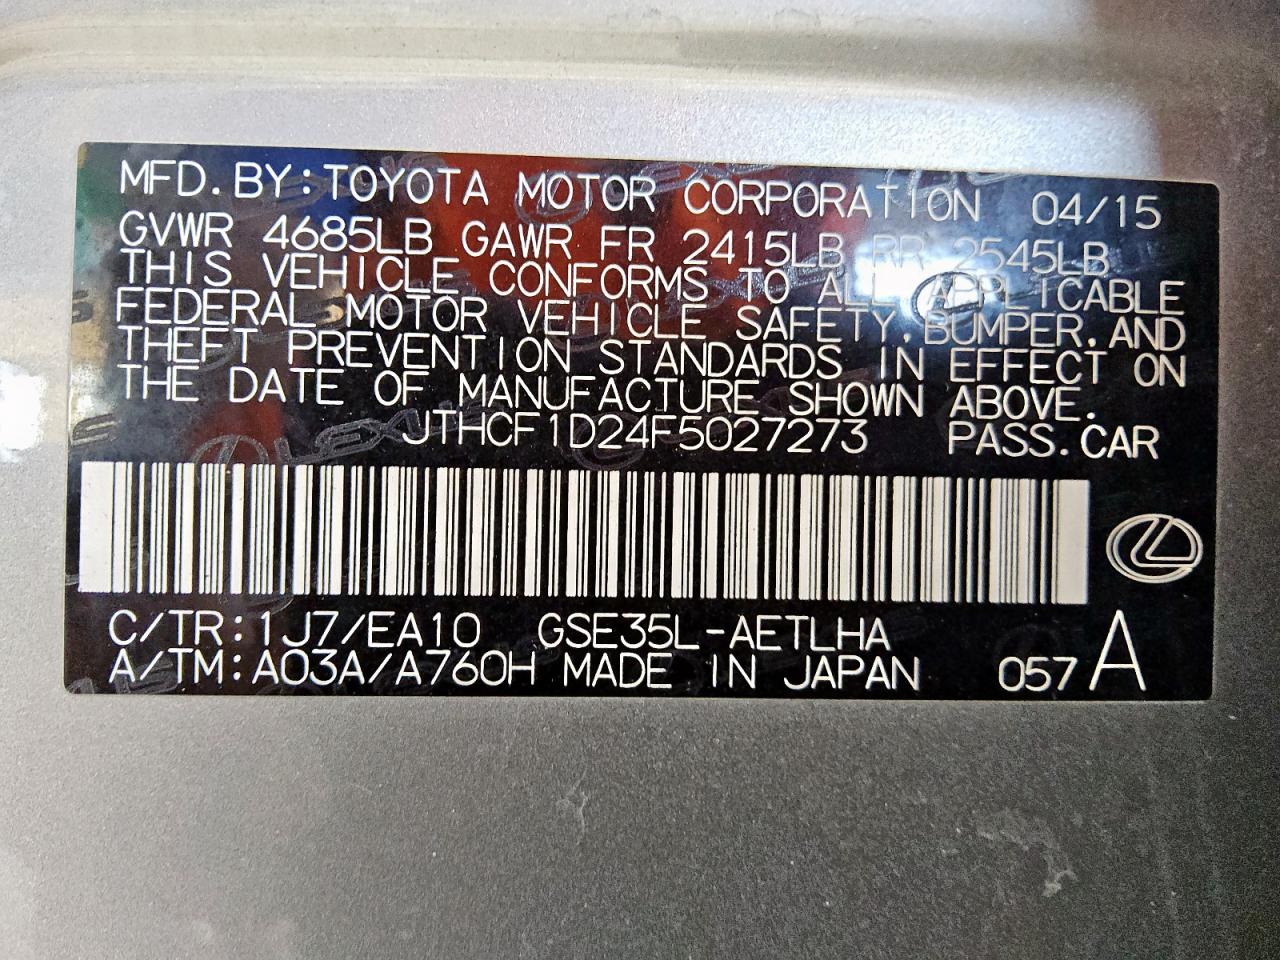 MFD. BY: TOYOTA MOTOR CORPORATION 04/15
GVWR 4685LB GAWR FR 2415LB RR 2545LB
THIS VEHICLE CONFORMS TO ALL APPLICABLE
FEDERAL MOTOR VEHICLE SAFETY, BUMPER, AND
THEFT PREVENTION STANDARDS IN EFFECT ON
THE DATE OF MANUFACTURE SHOWN ABOVE.
JTHCF1D24F5027273 PASS. CAR
C/TR: 1J7/EA10 GSE35L-AETLHA
A/TM: A03A/A760H MADE IN JAPAN 057 A